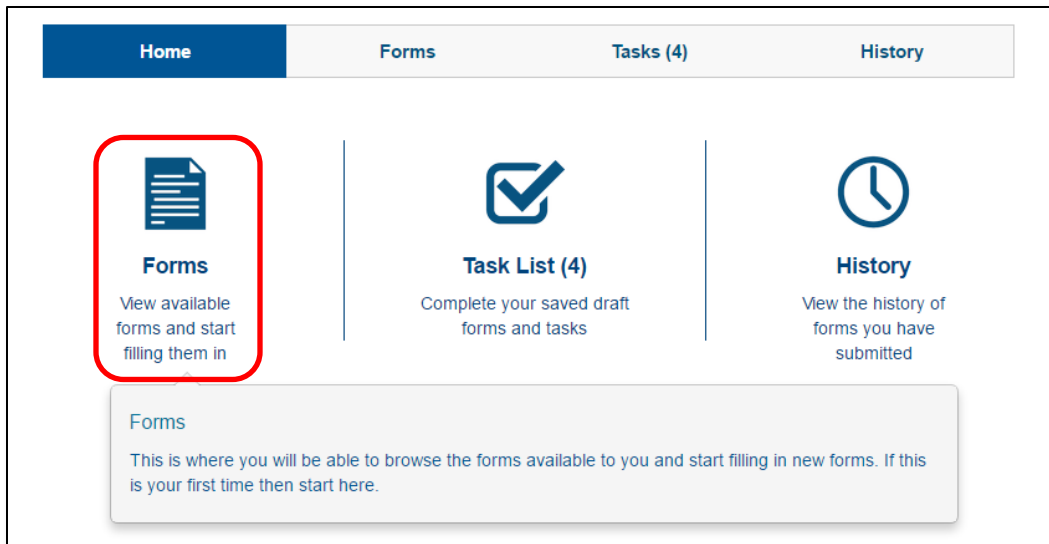 Home Forms Tasks (4) History
Forms
View available
forms and start
filling them in
Task List (4)
Complete your saved draft
forms and tasks
History
View the history of
forms you have
submitted
Forms
This is where you will be able to browse the forms available to you and start filling in new forms. If this
is your first time then start here.